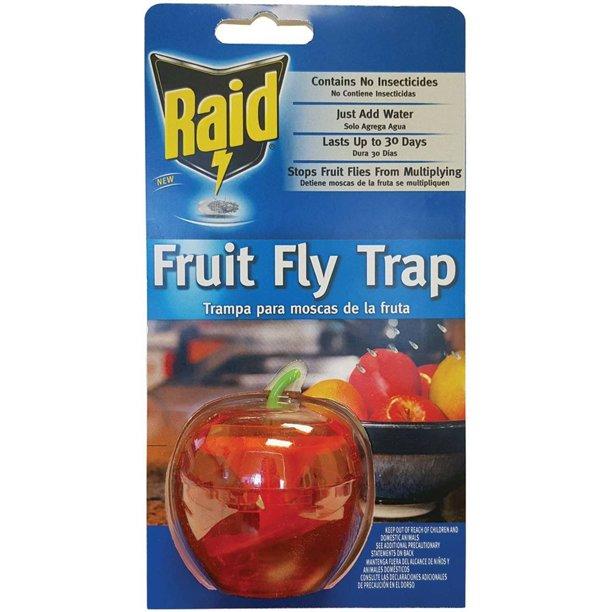 Raid
NEW
Contains No Insecticides
No Contiene Insecticidas
Just Add Water
Solo Agrega Agua
Lasts Up to 30 Days
Dura 30 Días
Stops Fruit Flies From Multiplying
Detiene moscas de la fruta se multipliquen
Fruit Fly Trap
Trampa para moscas de la fruta
KEEP OUT OF REACH OF CHILDREN AND
DOMESTIC ANIMALS
SEE ADDITIONAL PRECAUTIONARY
STATEMENTS ON BACK
MANTENGA FUERA DEL ALCANCE DE NIÑOS Y
ANIMALES DOMÉSTICOS
CONSULTE LAS DECLARACIONES ADICIONALES
DE PRECAUCION EN EL DORSO